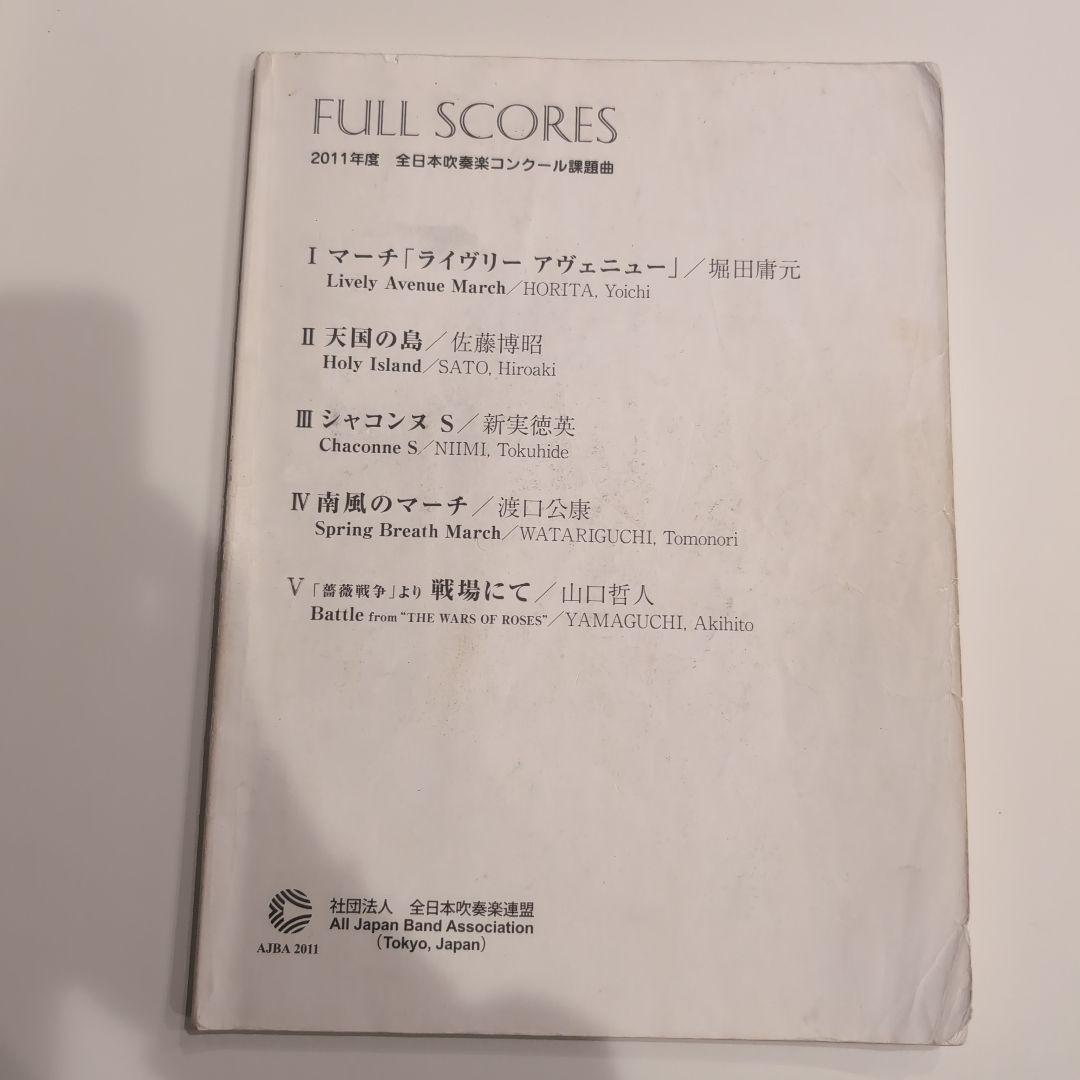 FULL SCORES
2011年度　全日本吹奏楽コンクール課題曲
Ⅰ マーチ「ライヴリー アヴェニュー」／堀田庸元
Lively Avenue March／HORITA, Yoichi
Ⅱ 天国の島／佐藤博昭
Holy Island／SATO, Hiroaki
Ⅲ シャコンヌ S／新実徳英
Chaconne S／NIIMI, Tokuhide
Ⅳ 南風のマーチ／渡口公康
Spring Breath March／WATARIGUCHI, Tomonori
Ⅴ 「薔薇戦争」より 戦場にて／山口哲人
Battle from “THE WARS OF ROSES”／YAMAGUCHI, Akihito
社団法人　全日本吹奏楽連盟
All Japan Band Association
（Tokyo, Japan）
AJBA 2011